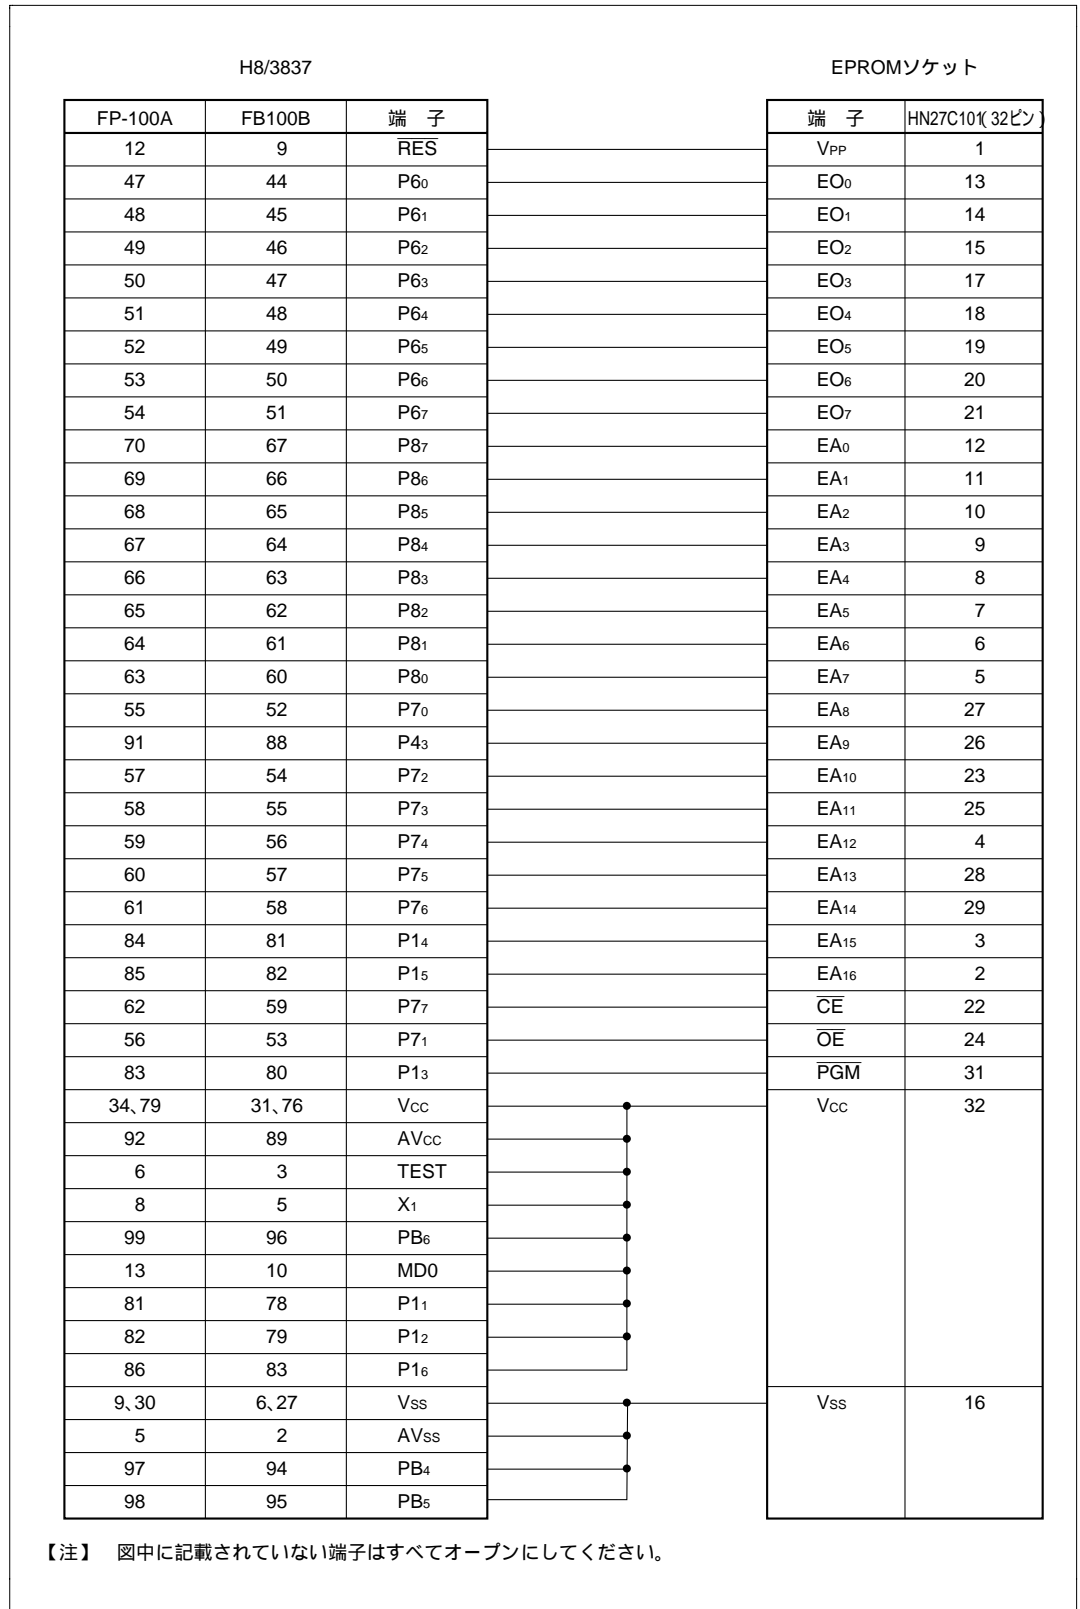 H8/3837 EPROMソケット
FP-100A FB100B 端 子 端 子 HN27C101(32ピン)
12 9 RES VPP 1
47 44 P60 EO0 13
48 45 P61 EO1 14
49 46 P62 EO2 15
50 47 P63 EO3 17
51 48 P64 EO4 18
52 49 P65 EO5 19
53 50 P66 EO6 20
54 51 P67 EO7 21
70 67 P87 EA0 12
69 66 P86 EA1 11
68 65 P85 EA2 10
67 64 P84 EA3 9
66 63 P83 EA4 8
65 62 P82 EA5 7
64 61 P81 EA6 6
63 60 P80 EA7 5
55 52 P70 EA8 27
91 88 P43 EA9 26
57 54 P72 EA10 23
58 55 P73 EA11 25
59 56 P74 EA12 4
60 57 P75 EA13 28
61 58 P76 EA14 29
84 81 P14 EA15 3
85 82 P15 EA16 2
62 59 P77 CE 22
56 53 P71 OE 24
83 80 P13 PGM 31
34、79 31、76 VCC VCC 32
92 89 AVCC
6 3 TEST
8 5 X1
99 96 PB6
13 10 MD0
81 78 P11
82 79 P12
86 83 P16
9、30 6、27 VSS VSS 16
5 2 AVSS
97 94 PB4
98 95 PB5
【注】 図中に記載されていない端子はすべてオープンにしてください。